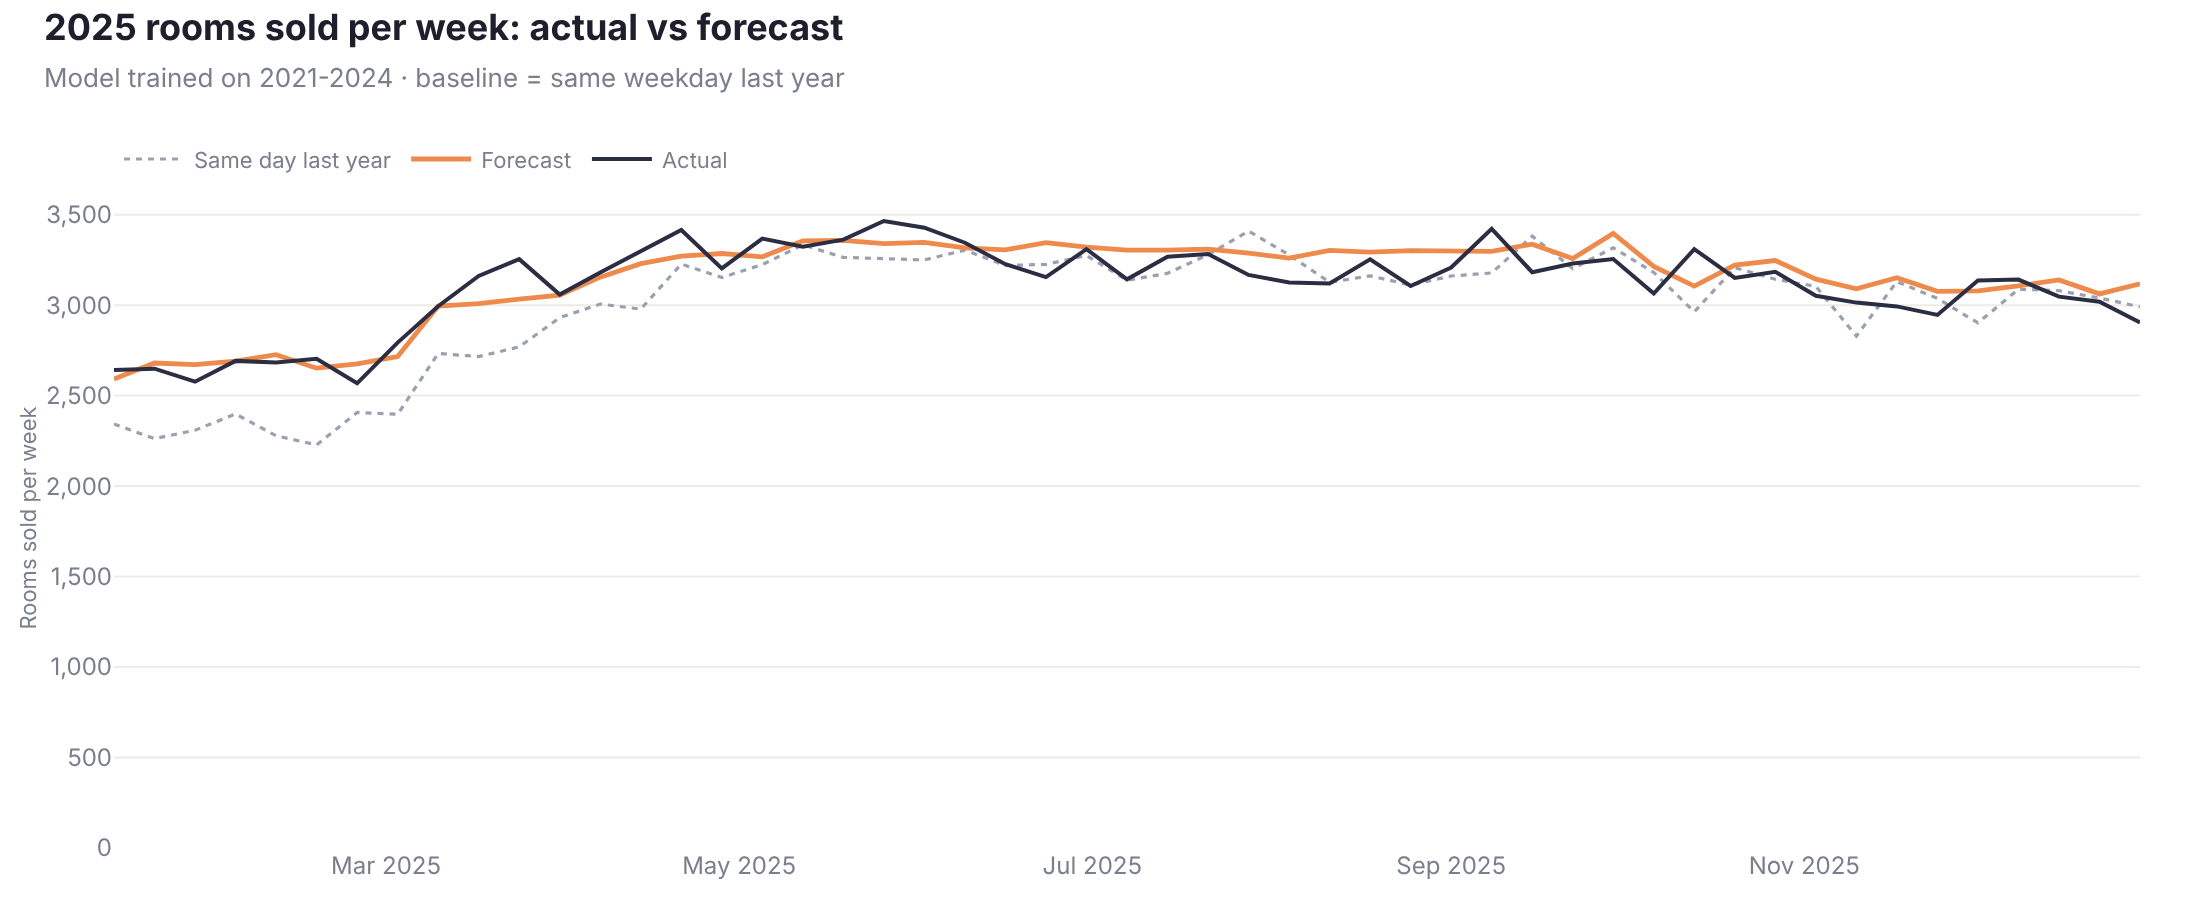 2025 rooms sold per week: actual vs forecast
Model trained on 2021-2024 · baseline = same weekday last year
Same day last year Forecast Actual
Rooms sold per week
3,500
3,000
2,500
2,000
1,500
1,000
500
0
Mar 2025 May 2025 Jul 2025 Sep 2025 Nov 2025